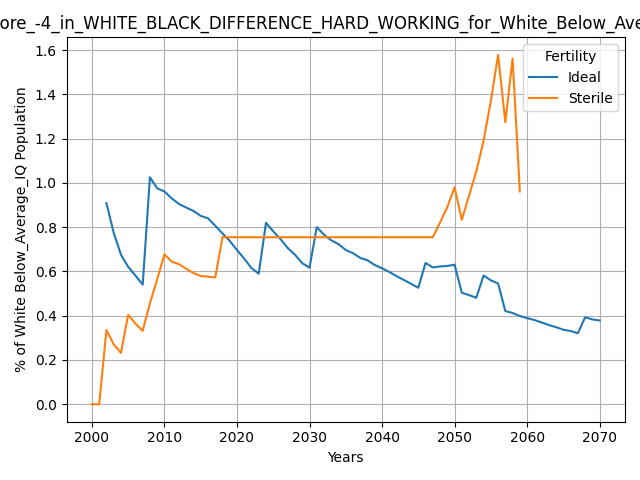 ore_-4_in_WHITE_BLACK_DIFFERENCE_HARD_WORKING_for_White_Below_Ave
Fertility
Ideal
Sterile
% of White Below_Average_IQ Population
1.6
1.4
1.2
1.0
0.8
0.6
0.4
0.2
0.0
2000 2010 2020 2030 2040 2050 2060 2070
Years